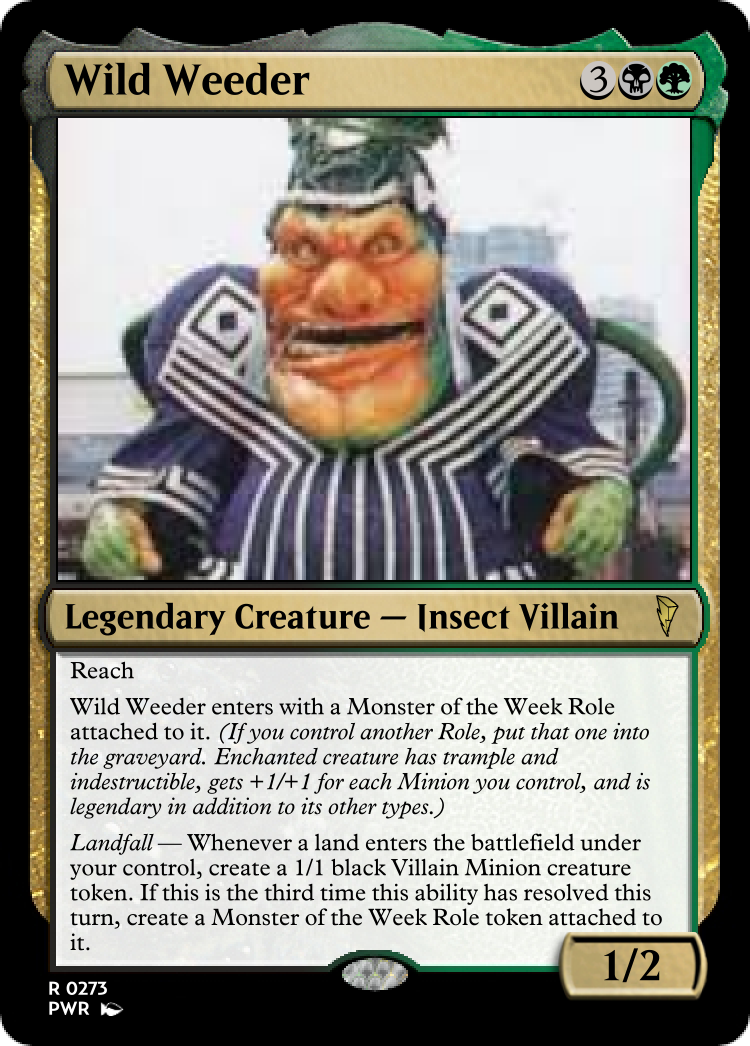 Wild Weeder
3
Legendary Creature — Insect Villain
Reach
Wild Weeder enters with a Monster of the Week Role
attached to it. (If you control another Role, put that one into
the graveyard. Enchanted creature has trample and
indestructible, gets +1/+1 for each Minion you control, and is
legendary in addition to its other types.)
Landfall — Whenever a land enters the battlefield under
your control, create a 1/1 black Villain Minion creature
token. If this is the third time this ability has resolved this
turn, create a Monster of the Week Role token attached to
it.
1/2
R 0273
PWR